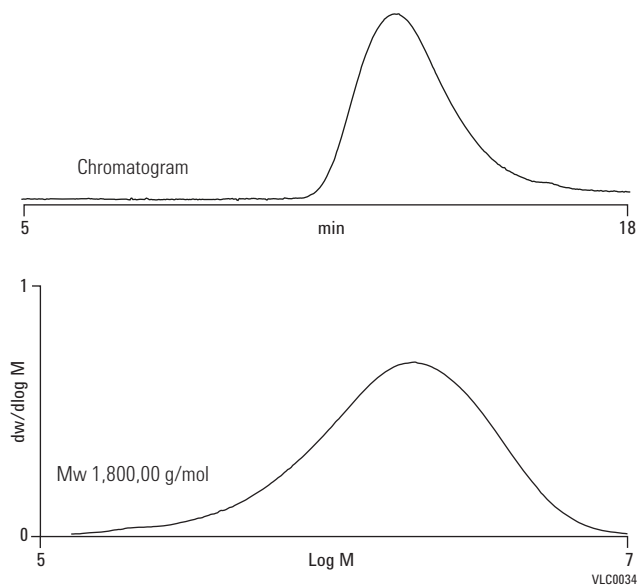 Chromatogram
5 min 18
1
dw/dlog M
Mw 1,800,00 g/mol
0
5 Log M 7
VLC0034